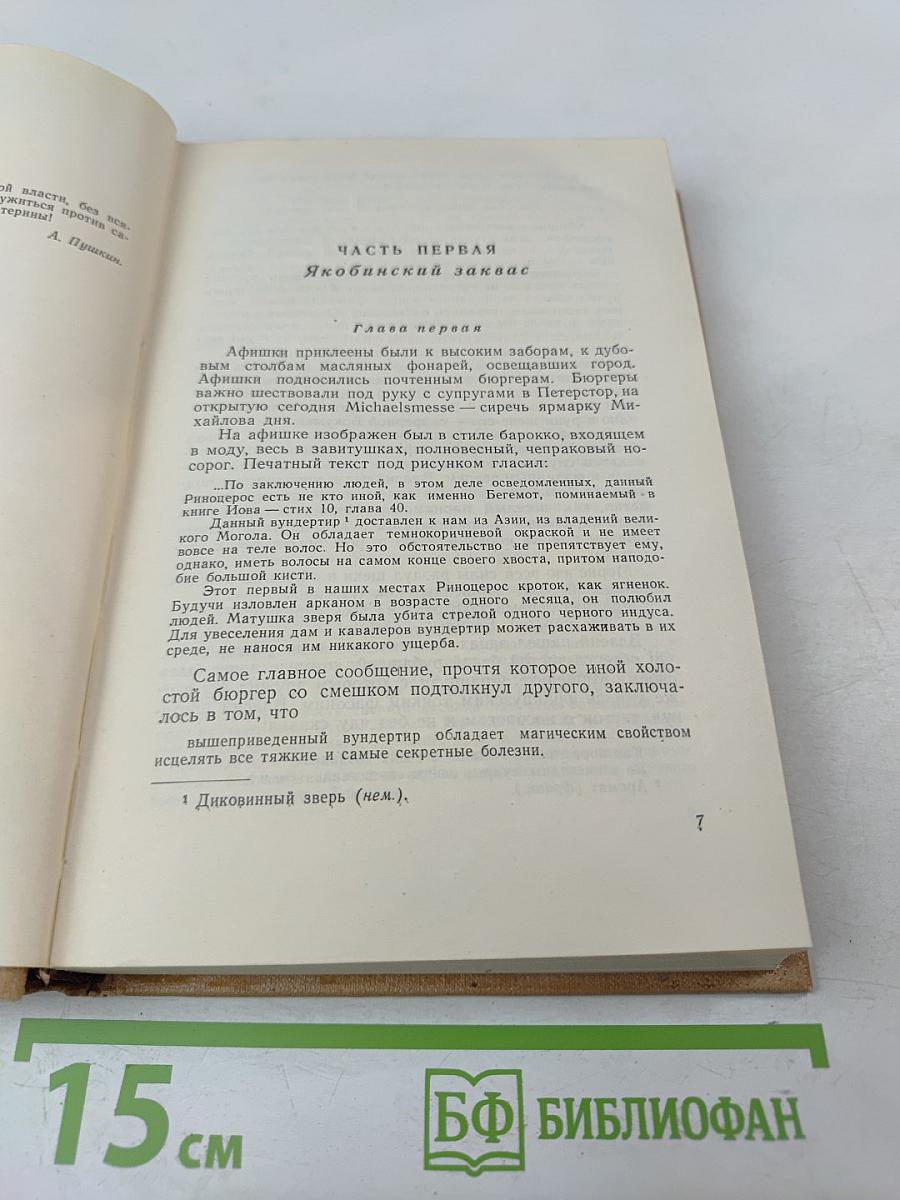 ой власти, без вся-
ужиться против са-
терины!
А. Пушкин.
ЧАСТЬ ПЕРВАЯ
Якобинский заквас
Глава первая
Афишки приклеены были к высоким заборам, к дубо-
вым столбам масляных фонарей, освещавших город.
Афишки подносились почтенным бюргерам. Бюргеры
важно шествовали под руку с супругами в Петерстор, на
открытую сегодня Michaelsmesse — сиречь ярмарку Ми-
хайлова дня.
На афишке изображен был в стиле барокко, входящем
в моду, весь в завитушках, полновесный, чепраковый но-
сорог. Печатный текст под рисунком гласил:
...По заключению людей, в этом деле осведомленных, данный
Риноцерос есть не кто иной, как именно Бегемот, поминаемый в
книге Иова — стих 10, глава 40.
Данный вундертир ¹ доставлен к нам из Азии, из владений вели-
кого Могола. Он обладает темнокоричневой окраской и не имеет
вовсе на теле волос. Но это обстоятельство не препятствует ему,
однако, иметь волосы на самом конце своего хвоста, притом наподо-
бие большой кисти.
Этот первый в наших местах Риноцерос кроток, как ягненок.
Будучи изловлен арканом в возрасте одного месяца, он полюбил
людей. Матушка зверя была убита стрелой одного черного индуса.
Для увеселения дам и кавалеров вундертир может расхаживать в их
среде, не нанося им никакого ущерба.
Самое главное сообщение, прочтя которое иной холо-
стой бюргер со смешком подтолкнул другого, заключа-
лось в том, что
вышеприведенный вундертир обладает магическим свойством
исцелять все тяжкие и самые секретные болезни.
¹ Диковинный зверь (нем.).
7
15 см
БФ БИБЛИОФАН